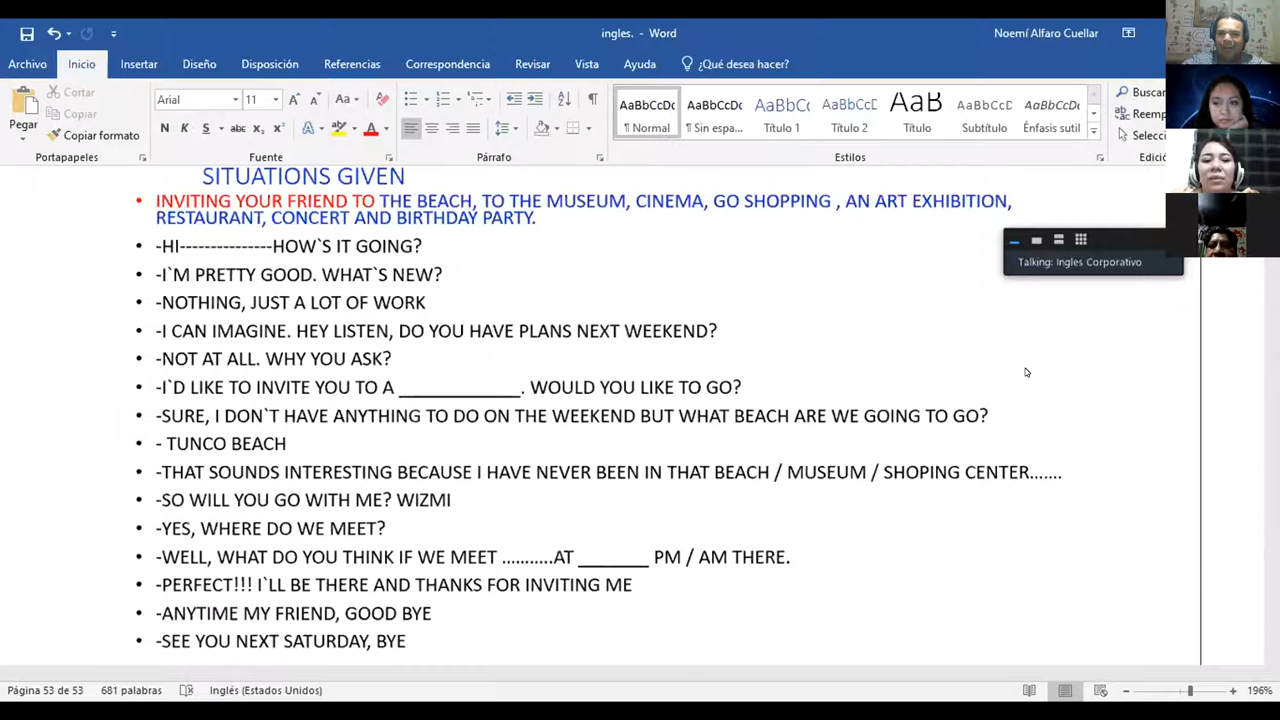 ingles. - Word
Noemí Alfaro Cuellar
Archivo Inicio Insertar Diseño Disposición Referencias Correspondencia Revisar Vista Ayuda ¿Qué desea hacer?
Pegar
Cortar
Copiar
Copiar formato
Portapapeles
Arial 11
Fuente
Párrafo
AaBbCcDc AaBbCcDc AaBbCc AaBbCc AaB AaBbCcD AaBbCcDc
¶ Normal ¶ Sin espa... Título 1 Título 2 Título Subtítulo Énfasis sutil
Estilos
SITUATIONS GIVEN
• INVITING YOUR FRIEND TO THE BEACH, TO THE MUSEUM, CINEMA, GO SHOPPING , AN ART EXHIBITION,
RESTAURANT, CONCERT AND BIRTHDAY PARTY.
• -HI---------------HOW`S IT GOING?
• -I`M PRETTY GOOD. WHAT`S NEW?
• -NOTHING, JUST A LOT OF WORK
• -I CAN IMAGINE. HEY LISTEN, DO YOU HAVE PLANS NEXT WEEKEND?
• -NOT AT ALL. WHY YOU ASK?
• -I`D LIKE TO INVITE YOU TO A _____________. WOULD YOU LIKE TO GO?
• -SURE, I DON`T HAVE ANYTHING TO DO ON THE WEEKEND BUT WHAT BEACH ARE WE GOING TO GO?
• - TUNCO BEACH
• -THAT SOUNDS INTERESTING BECAUSE I HAVE NEVER BEEN IN THAT BEACH / MUSEUM / SHOPING CENTER.......
• -SO WILL YOU GO WITH ME? WIZMI
• -YES, WHERE DO WE MEET?
• -WELL, WHAT DO YOU THINK IF WE MEET ..........AT ________ PM / AM THERE.
• -PERFECT!!! I`LL BE THERE AND THANKS FOR INVITING ME
• -ANYTIME MY FRIEND, GOOD BYE
• -SEE YOU NEXT SATURDAY, BYE
Talking: Ingles Corporativo
Página 53 de 53 681 palabras Inglés (Estados Unidos) 196%